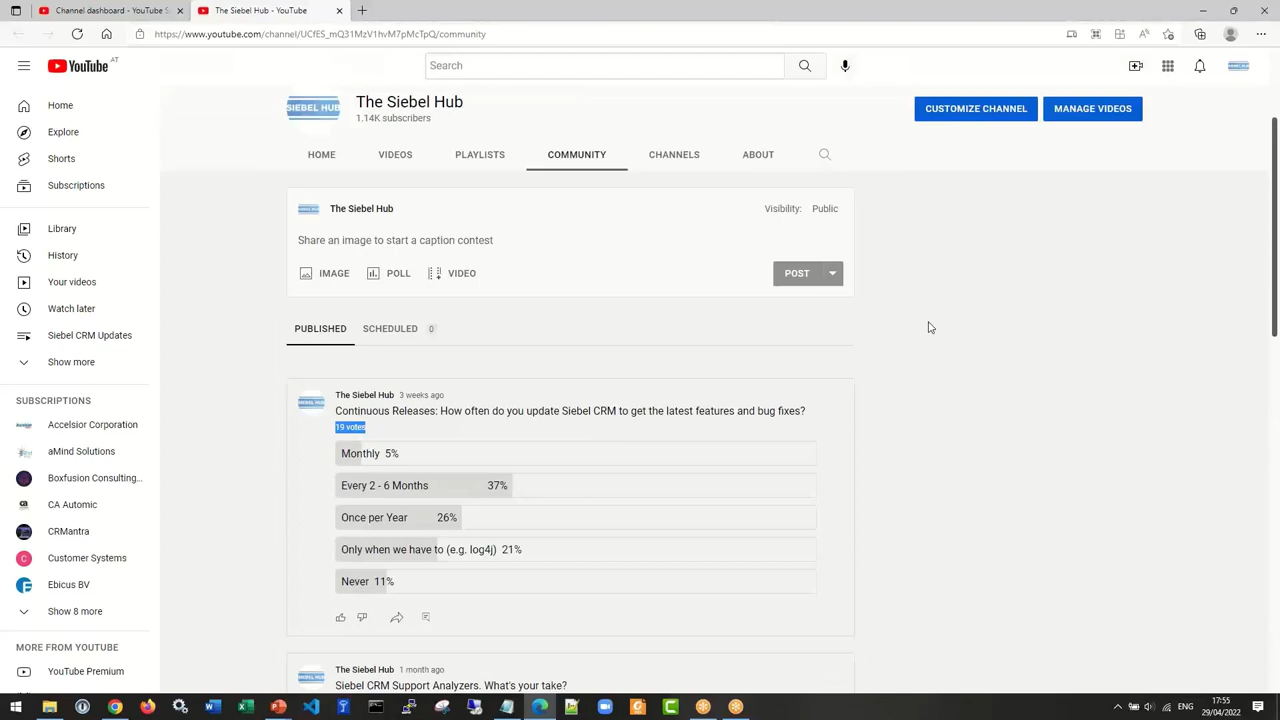 Channel dashboard - YouTube S
The Siebel Hub - YouTube
https://www.youtube.com/channel/UCfES_mQ31MzV1hvM7pMcTpQ/community
YouTube AT
Search
SIEBEL HUB
The Siebel Hub
1.14K subscribers
CUSTOMIZE CHANNEL
MANAGE VIDEOS
HOME
VIDEOS
PLAYLISTS
COMMUNITY
CHANNELS
ABOUT
Home
Explore
Shorts
Subscriptions
Library
History
Your videos
Watch later
Siebel CRM Updates
Show more
SUBSCRIPTIONS
Accelsior Corporation
aMind Solutions
Boxfusion Consulting...
CA Automic
CRMantra
C
Customer Systems
Ebicus BV
Show 8 more
MORE FROM YOUTUBE
YouTube Premium
The Siebel Hub
Visibility: Public
Share an image to start a caption contest
IMAGE
POLL
VIDEO
POST
PUBLISHED
SCHEDULED 0
The Siebel Hub 3 weeks ago
Continuous Releases: How often do you update Siebel CRM to get the latest features and bug fixes?
19 votes
Monthly 5%
Every 2 - 6 Months 37%
Once per Year 26%
Only when we have to (e.g. log4j) 21%
Never 11%
The Siebel Hub 1 month ago
Siebel CRM Support Analyzers. What's your take?
ENG
17:55
29/04/2022